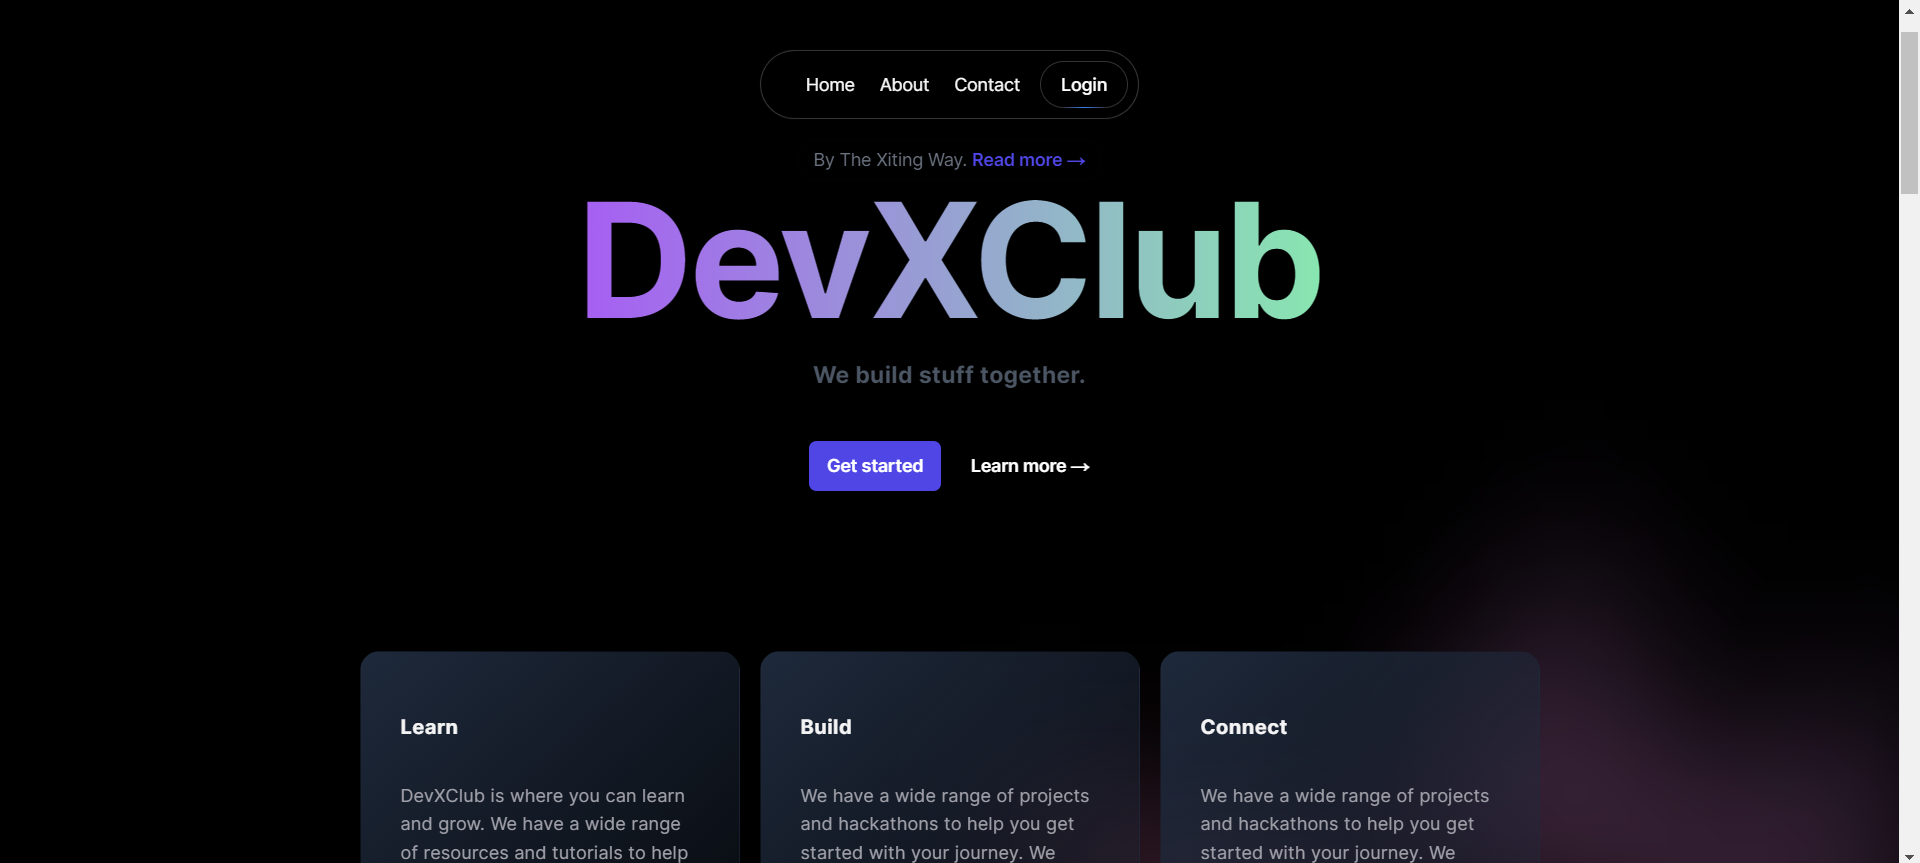 Home About Contact Login
By The Xiting Way. Read more →
DevXClub
We build stuff together.
Get started Learn more →
Learn
DevXClub is where you can learn
and grow. We have a wide range
of resources and tutorials to help
Build
We have a wide range of projects
and hackathons to help you get
started with your journey. We
Connect
We have a wide range of projects
and hackathons to help you get
started with your journey. We